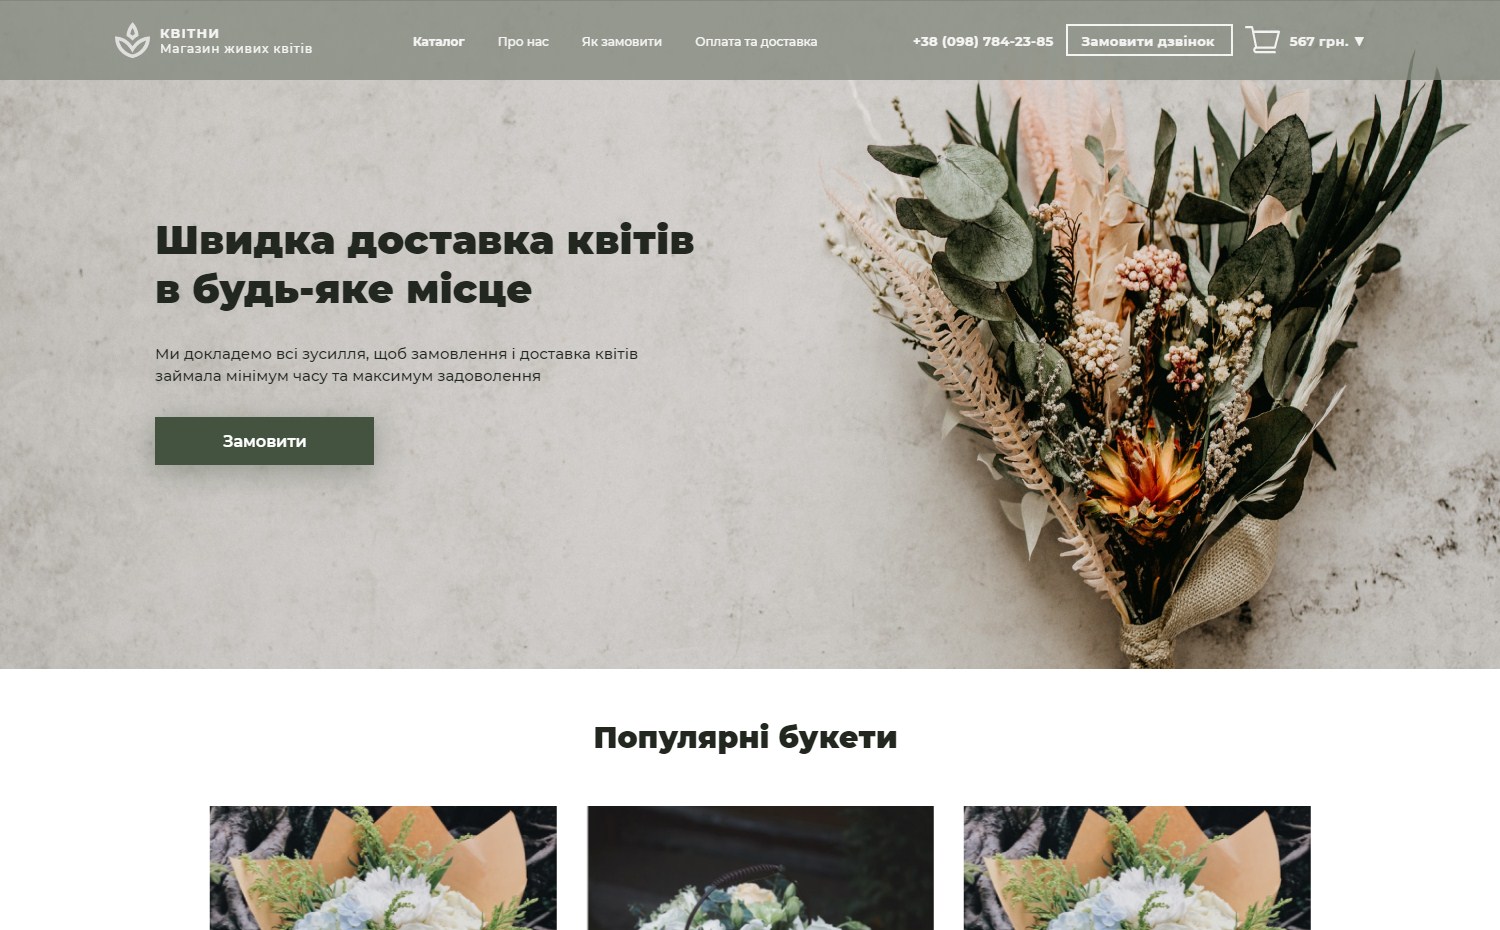 КВІТНИ
Магазин живих квітів
Каталог
Про нас
Як замовити
Оплата та доставка
+38 (098) 784-23-85
Замовити дзвінок
567 грн. ▼
Швидка доставка квітів
в будь-яке місце
Ми докладемо всі зусилля, щоб замовлення і доставка квітів
займала мінімум часу та максимум задоволення
Замовити
Популярні букети